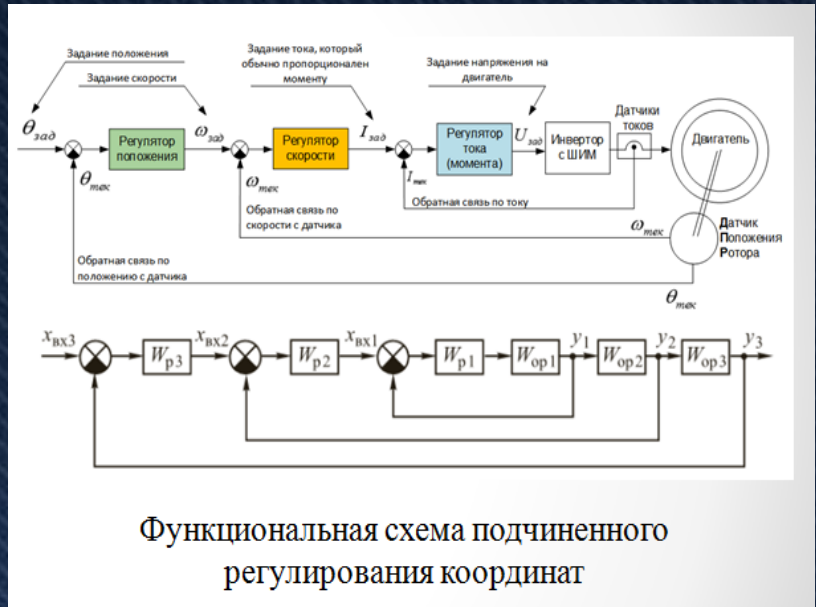 Задание положения
Задание скорости
Задание тока, который
обычно пропорционален
моменту
Задание напряжения на
двигатель
Датчики
токов
θзад
Регулятор
положения
ωзад
Регулятор
скорости
Iзад
Регулятор
тока
(момента)
Uзад
Инвертор
с ШИМ
Двигатель
θтек
ωтек
Iтек
Обратная связь по току
Обратная связь по
скорости с датчика
ωтек
Датчик
Положения
Ротора
Обратная связь по
положению с датчика
θтек
xвх3
Wр3
xвх2
Wр2
xвх1
Wр1
Wор1
y1
Wор2
y2
Wор3
y3
Функциональная схема подчиненного
регулирования координат